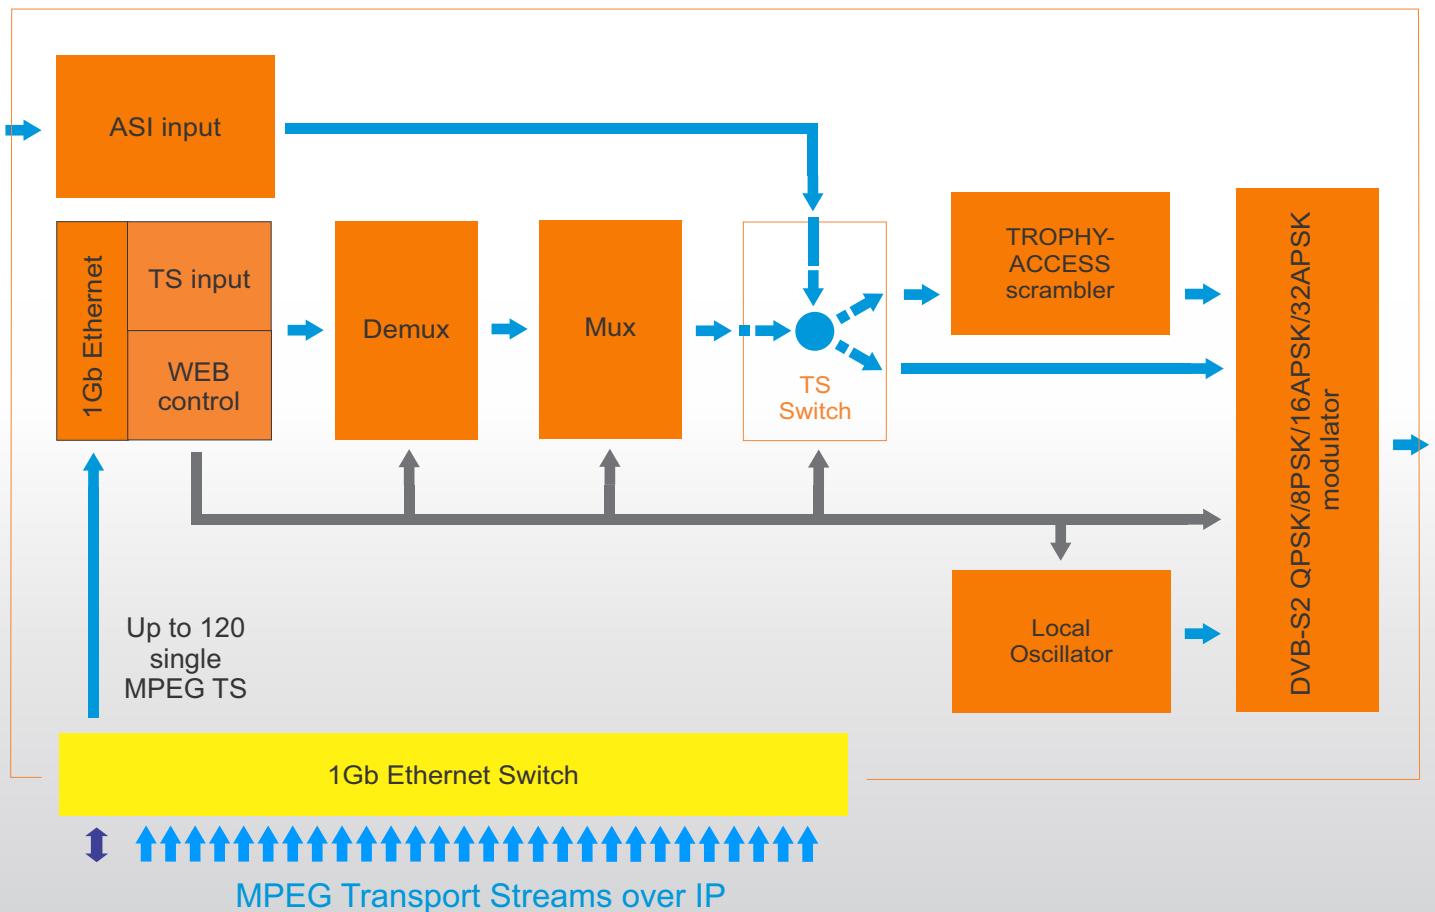 ASI input
1Gb Ethernet
TS input
WEB
control
Demux
Mux
TS
Switch
TROPHY-
ACCESS
scrambler
DVB-S2 QPSK/8PSK/16APSK/32APSK
modulator
Local
Oscillator
Up to 120
single
MPEG TS
1Gb Ethernet Switch
MPEG Transport Streams over IP